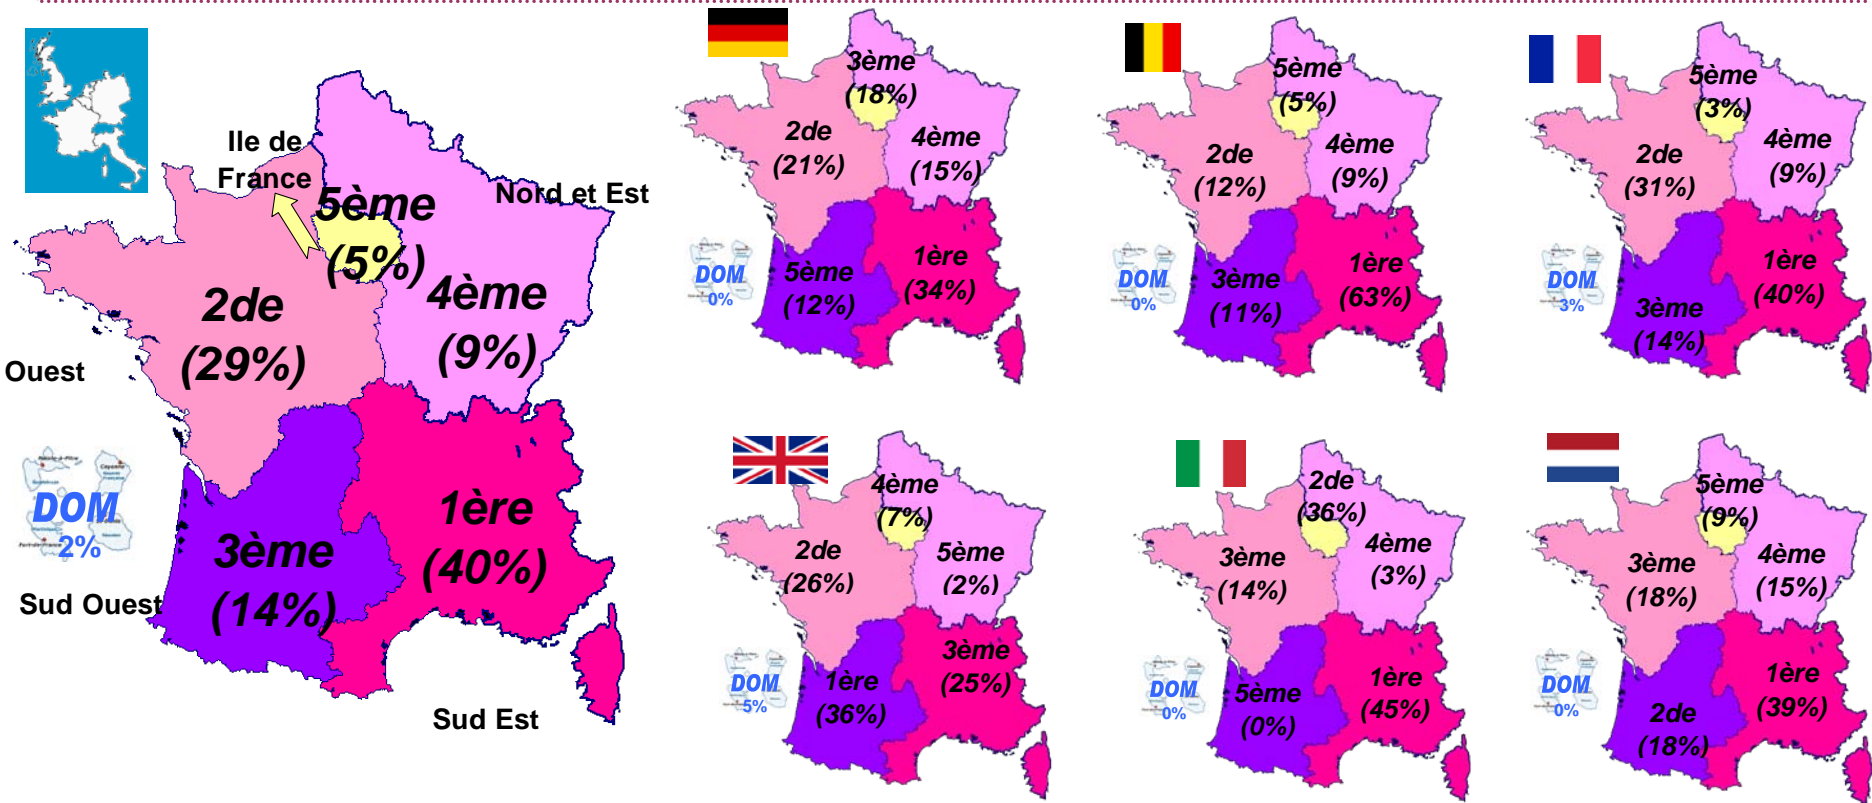 Ile de
France
Nord et Est
5ème
(5%)
4ème
(9%)
2de
(29%)
Ouest
DOM
2%
3ème
(14%)
1ère
(40%)
Sud Ouest
Sud Est
3ème
(18%)
2de
(21%)
4ème
(15%)
DOM
0%
5ème
(12%)
1ère
(34%)
5ème
(5%)
2de
(12%)
4ème
(9%)
DOM
0%
3ème
(11%)
1ère
(63%)
5ème
(3%)
2de
(31%)
4ème
(9%)
DOM
3%
3ème
(14%)
1ère
(40%)
4ème
(7%)
2de
(26%)
5ème
(2%)
DOM
5%
1ère
(36%)
3ème
(25%)
2de
(36%)
3ème
(14%)
4ème
(3%)
DOM
0%
5ème
(0%)
1ère
(45%)
5ème
(9%)
3ème
(18%)
4ème
(15%)
DOM
0%
2de
(18%)
1ère
(39%)